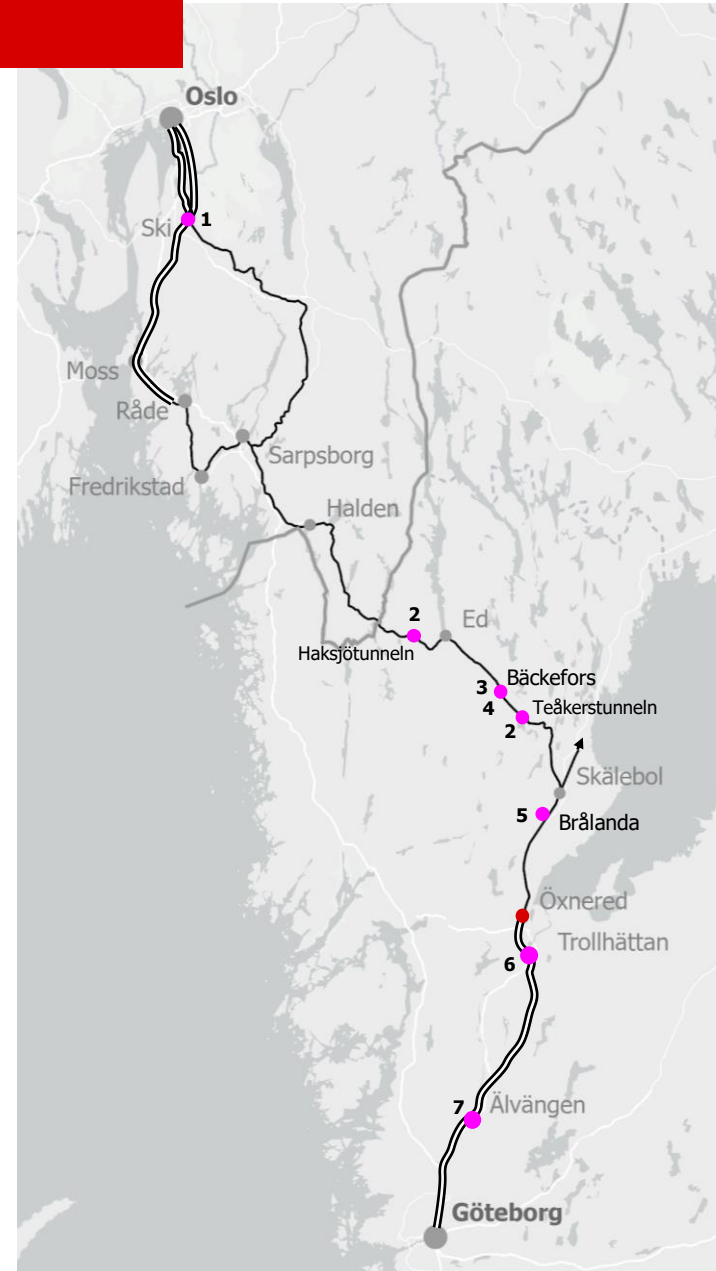 Oslo
Ski
1
Moss
Råde
Sarpsborg
Fredrikstad
Halden
2
Ed
Haksjötunneln
Bäckefors
3
4
Teåkerstunneln
2
Skälebol
5
Brålanda
Öxnered
Trollhättan
6
7
Älvängen
Göteborg